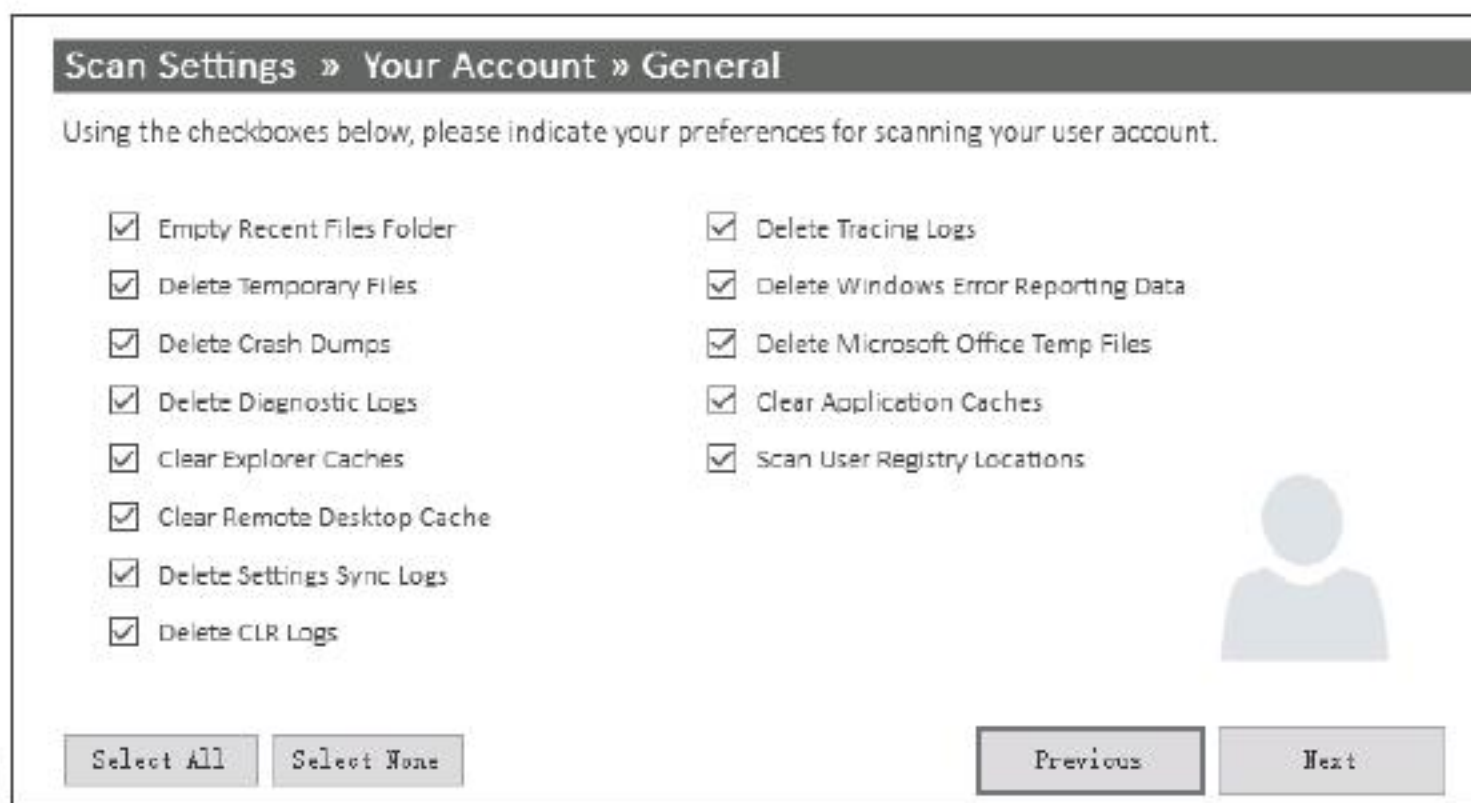 Scan Settings » Your Account » General
Using the checkboxes below, please indicate your preferences for scanning your user account.
Empty Recent Files Folder
Delete Temporary Files
Delete Crash Dumps
Delete Diagnostic Logs
Clear Explorer Caches
Clear Remote Desktop Cache
Delete Settings Sync Logs
Delete CLR Logs
Delete Tracing Logs
Delete Windows Error Reporting Data
Delete Microsoft Office Temp Files
Clear Application Caches
Scan User Registry Locations
Select All
Select None
Previous
Next